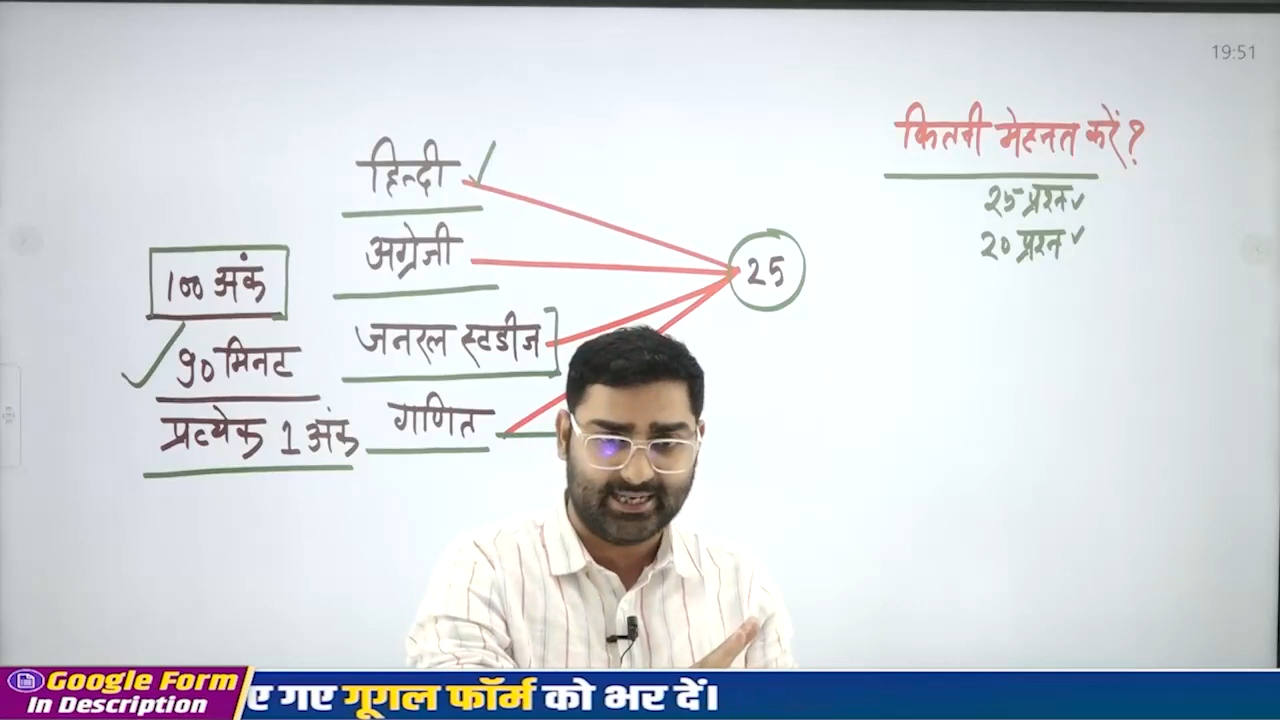 19:51
कितनी मेहनत करें?
25 प्रश्न
20 प्रश्न
हिन्दी
अग्रेजी
जनरल स्टडीज
गणित
25
100 अंक
90 मिनट
प्रत्येक 1 अंक
Google Form
In Description
ए गए गूगल फॉर्म को भर दें।